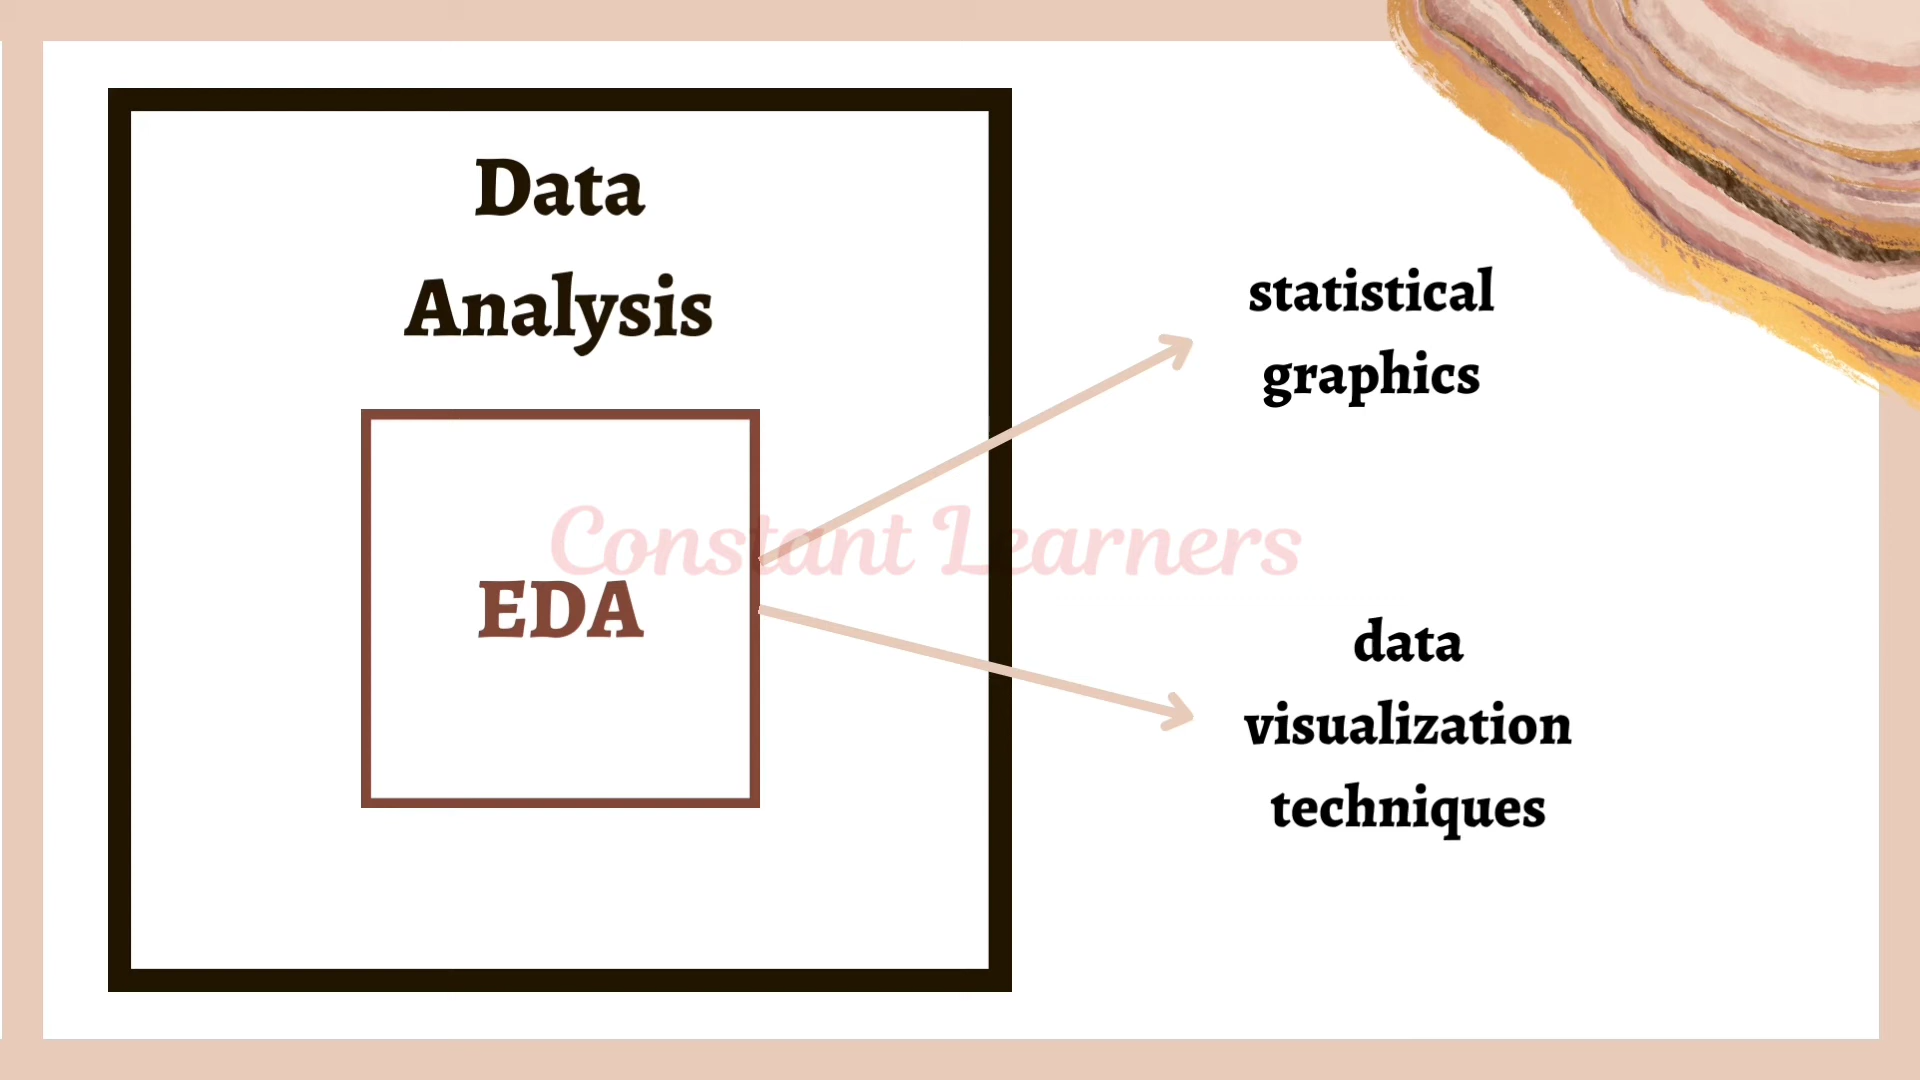 Data
Analysis
statistical
graphics
Constant Learners
EDA
data
visualization
techniques